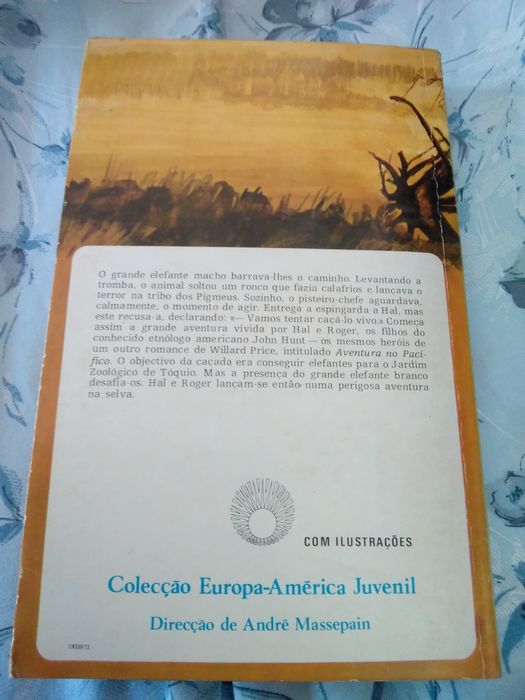 O grande elefante macho barrava-lhes o caminho. Levantando a
tromba, o animal soltou um ronco que fazia calafrios e lançava o
terror na tribo dos Pigmeus. Sozinho, o pisteiro-chefe aguardava,
calmamente, o momento de agir. Entrega a espingarda a Hal, mas
este recusa-a, declarando: «— Vamos tentar caçá-lo vivo.» Começa
assim a grande aventura vivida por Hal e Roger, os filhos do
conhecido etnólogo americano John Hunt — os mesmos heróis de
um outro romance de Willard Price, intitulado Aventura no Pací-
fico. O objectivo da caçada era conseguir elefantes para o Jardim
Zoológico de Tóquio. Mas a presença do grande elefante branco
desafia-os. Hal e Roger lançam-se então numa perigosa aventura
na selva.
COM ILUSTRAÇÕES
Colecção Europa-América Juvenil
Direcção de André Massepain